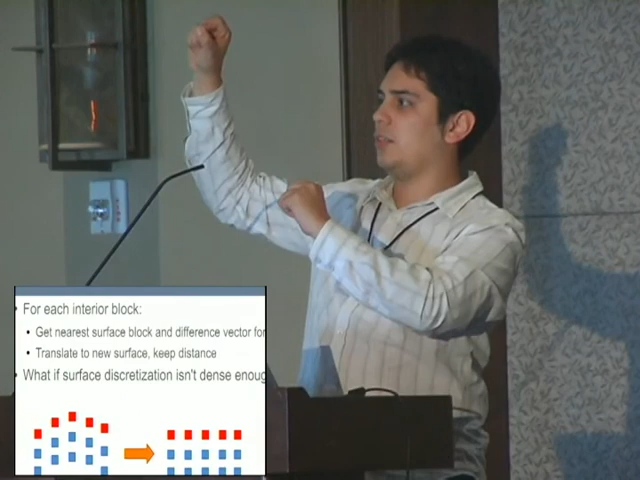 For each interior block:
Get nearest surface block and difference vector for
Translate to new surface, keep distance
What if surface discretization isn't dense enoug